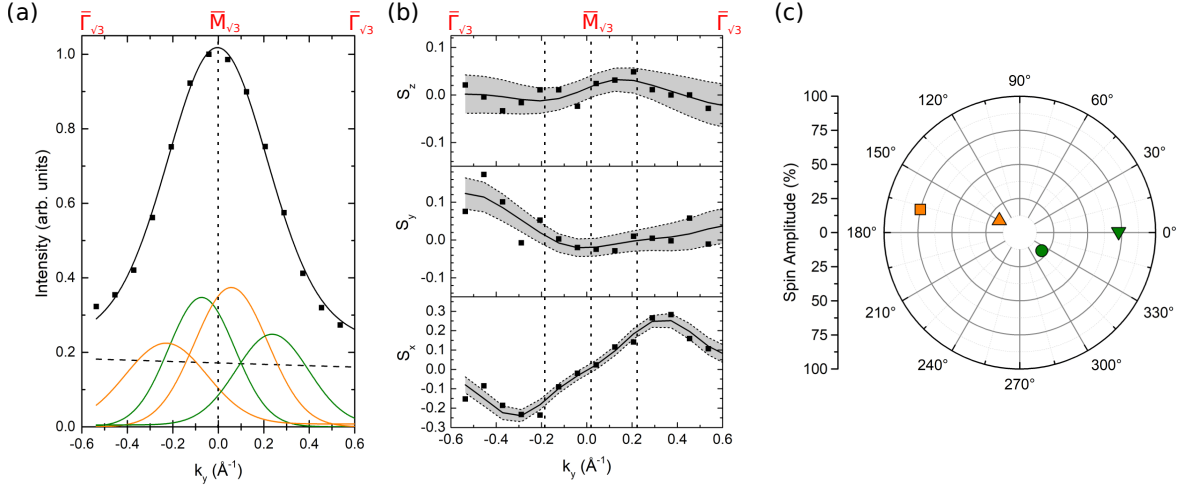 (a)
Γ̅√3 M̅√3 Γ̅√3
1.0
0.8
0.6
0.4
0.2
0.0
Intensity (arb. units)
-0.6 -0.4 -0.2 0.0 0.2 0.4 0.6
k_y (Å⁻¹)
(b)
Γ̅√3 M̅√3 Γ̅√3
0.1
0.0
-0.1
S_z
0.1
0.0
-0.1
S_y
0.3
0.2
0.1
0.0
-0.1
-0.2
-0.3
S_x
-0.6 -0.4 -0.2 0.0 0.2 0.4 0.6
k_y (Å⁻¹)
(c)
100
75
50
25
0
25
50
75
100
Spin Amplitude (%)
90°
120° 60°
150° 30°
180° 0°
210° 330°
240° 300°
270°